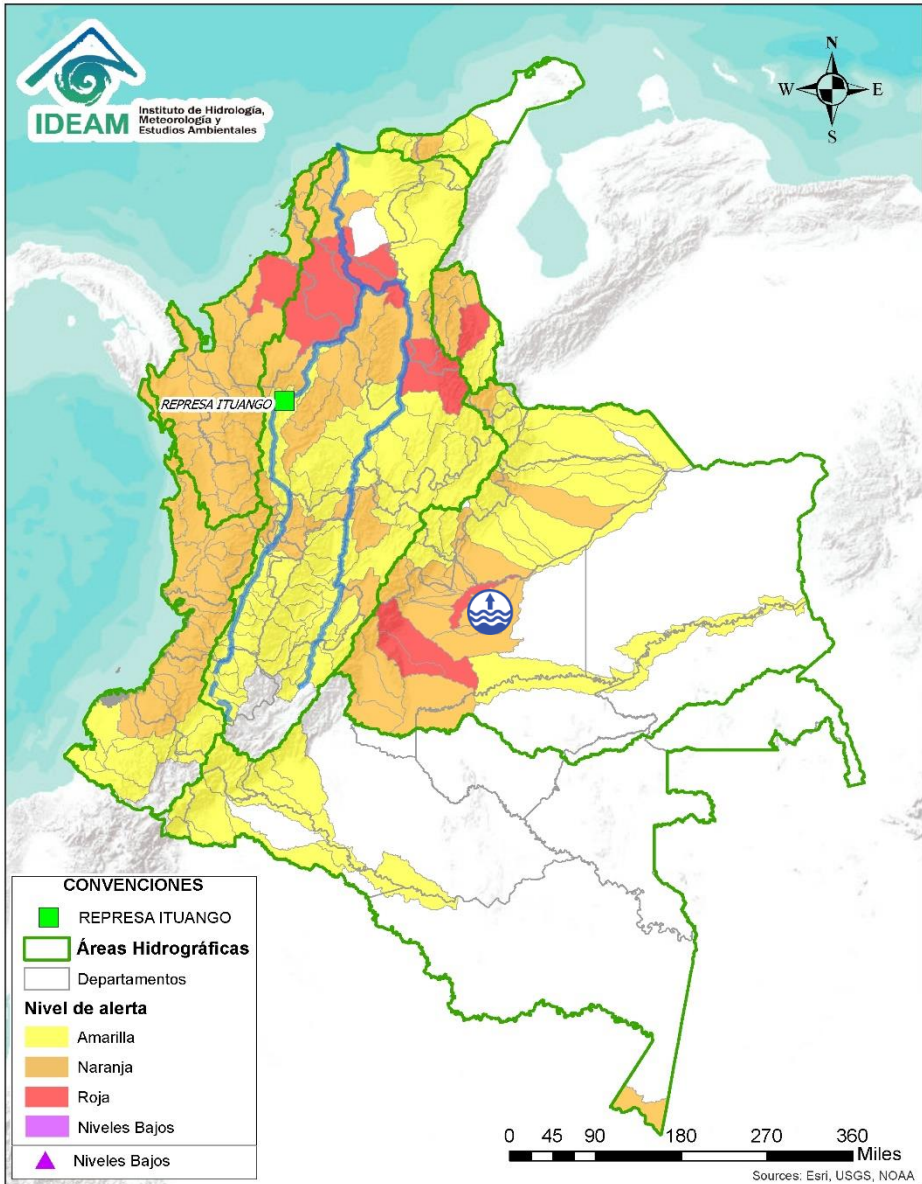 IDEAM
Instituto de Hidrología,
Meteorología y
Estudios Ambientales
N
W
E
S
REPRESA ITUANGO
CONVENCIONES
REPRESA ITUANGO
Áreas Hidrográficas
Departamentos
Nivel de alerta
Amarilla
Naranja
Roja
Niveles Bajos
Niveles Bajos
0 45 90 180 270 360
Miles
Sources: Esri, USGS, NOAA